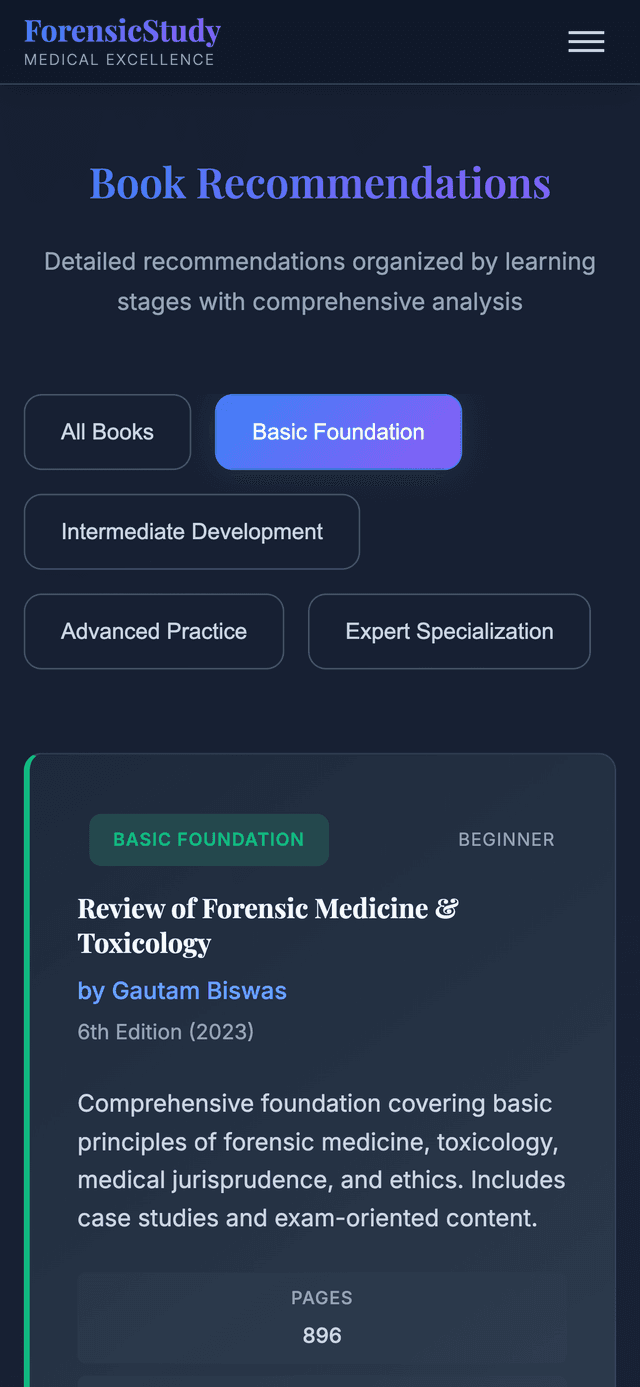 ForensicStudy
MEDICAL EXCELLENCE
Book Recommendations
Detailed recommendations organized by learning
stages with comprehensive analysis
All Books
Basic Foundation
Intermediate Development
Advanced Practice
Expert Specialization
BASIC FOUNDATION
BEGINNER
Review of Forensic Medicine &
Toxicology
by Gautam Biswas
6th Edition (2023)
Comprehensive foundation covering basic
principles of forensic medicine, toxicology,
medical jurisprudence, and ethics. Includes
case studies and exam-oriented content.
PAGES
896